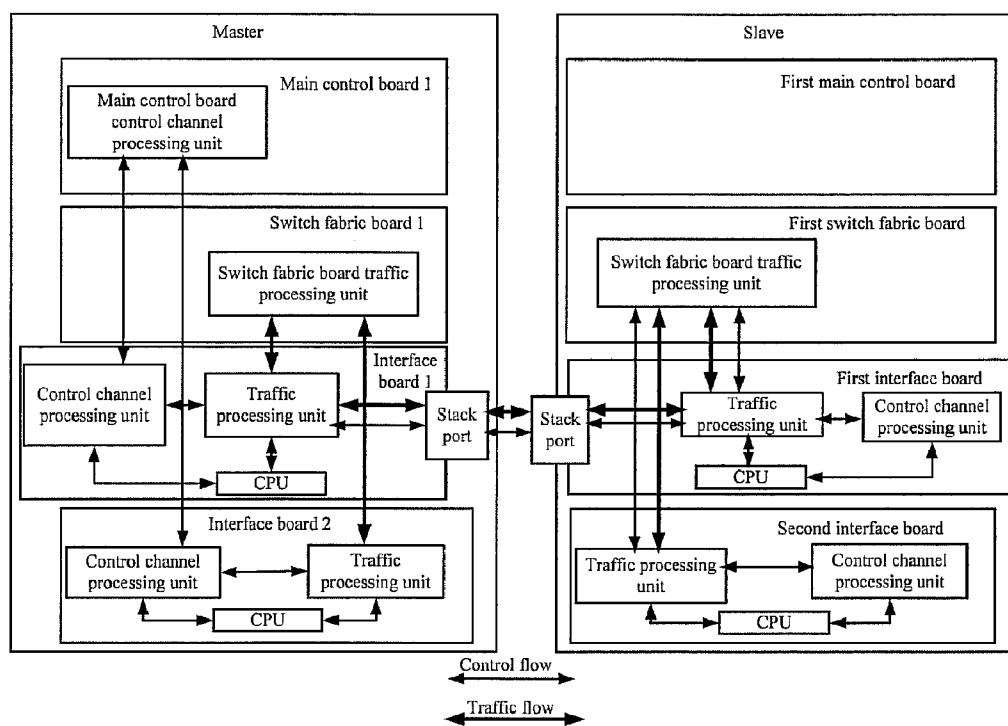 Master
Main control board 1
Main control board
control channel
processing unit
Switch fabric board 1
Switch fabric board traffic
processing unit
Interface
board 1
Control channel
processing unit
Traffic
processing unit
CPU
Stack
port
Interface board 2
Control channel
processing unit
Traffic
processing unit
CPU
Slave
First main control board
First switch fabric board
Switch fabric board traffic
processing unit
Stack
port
First interface board
Traffic
processing unit
Control channel
processing unit
CPU
Second interface board
Traffic processing
unit
Control channel
processing unit
CPU
Control flow
Traffic flow